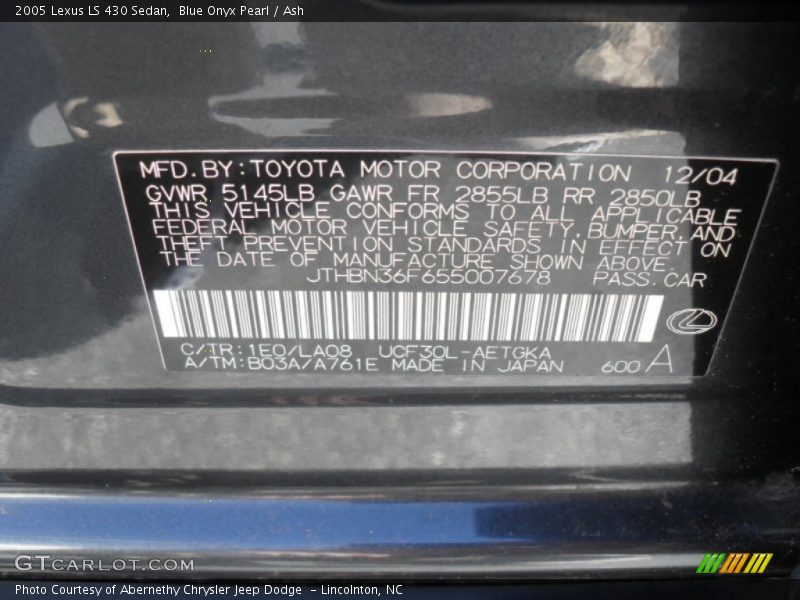 2005 Lexus LS 430 Sedan,  Blue Onyx Pearl / Ash
MFD.BY:TOYOTA MOTOR CORPORATION 12/04
GVWR 5145LB GAWR FR 2855LB RR 2850LB
THIS VEHICLE CONFORMS TO ALL APPLICABLE
FEDERAL MOTOR VEHICLE SAFETY,BUMPER,AND
THEFT PREVENTION STANDARDS IN EFFECT ON
THE DATE OF MANUFACTURE SHOWN ABOVE.
JTHBN36F655007678 PASS.CAR
C/TR:1E0/LA08 UCF30L-AETGKA
A/TM:B03A/A761E MADE IN JAPAN 600 A
GTCARLOT.COM
Photo Courtesy of Abernethy Chrysler Jeep Dodge  – Lincolnton, NC